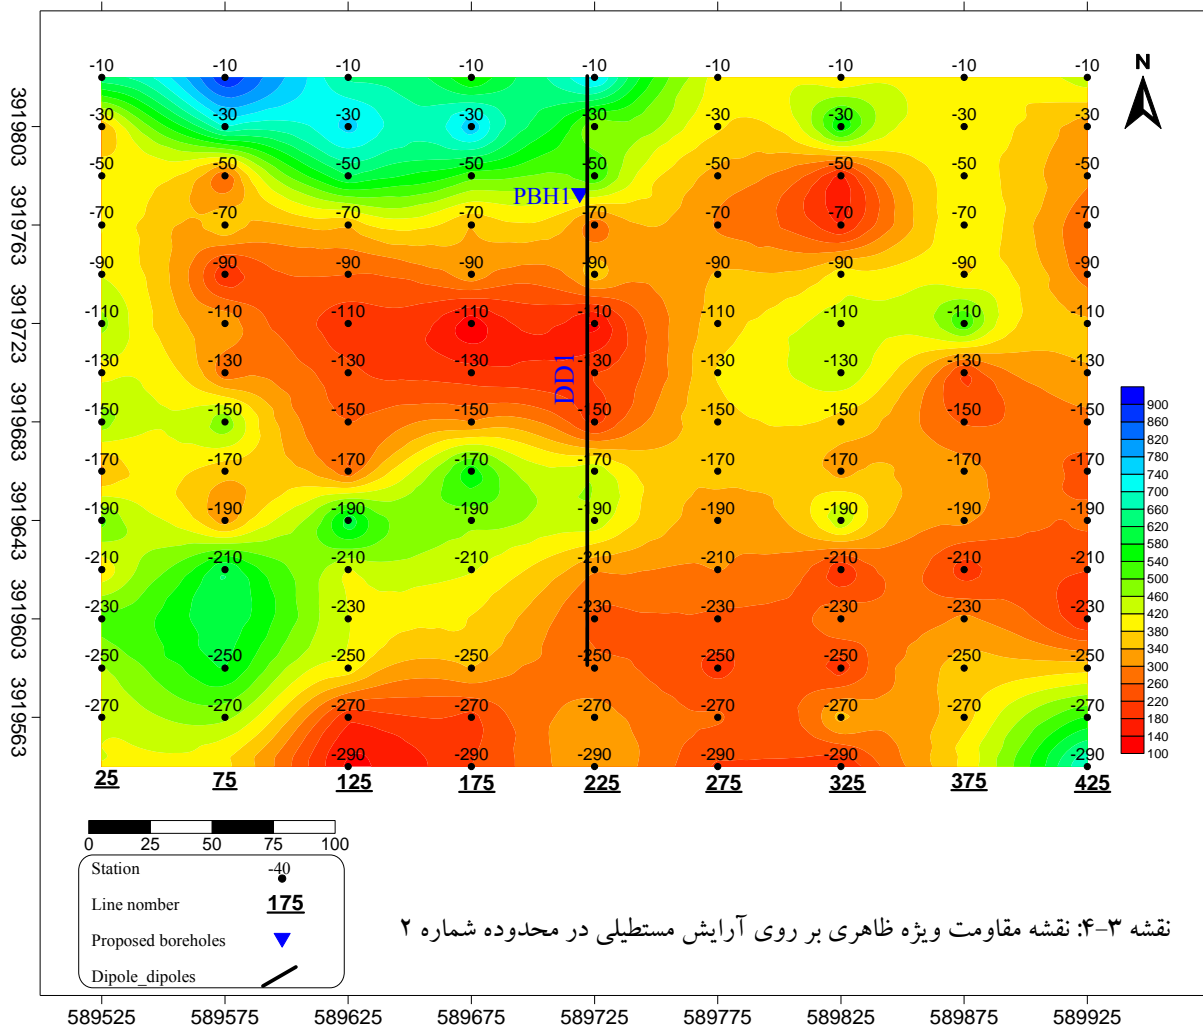 -10 -10 -10 -10 -10 -10 -10 -10 -10
N
3919803
-30 -30 -30 -30 -30 -30 -30 -30 -30
-50 -50 -50 -50 -50 -50 -50 -50 -50
PBH1
3919763
-70 -70 -70 -70 -70 -70 -70 -70 -70
-90 -90 -90 -90 -90 -90 -90 -90 -90
3919723
-110 -110 -110 -110 -110 -110 -110 -110 -110
-130 -130 -130 -130 -130 -130 -130 -130 -130
DD1
3919683
-150 -150 -150 -150 -150 -150 -150 -150 -150
-170 -170 -170 -170 -170 -170 -170 -170 -170
3919643
-190 -190 -190 -190 -190 -190 -190 -190 -190
-210 -210 -210 -210 -210 -210 -210 -210 -210
3919603
-230 -230 -230 -230 -230 -230 -230 -230 -230
-250 -250 -250 -250 -250 -250 -250 -250 -250
3919563
-270 -270 -270 -270 -270 -270 -270 -270 -270
-290 -290 -290 -290 -290 -290 -290
25 75 125 175 225 275 325 375 425
900
860
820
780
740
700
660
620
580
540
500
460
420
380
340
300
260
220
180
140
100
0 25 50 75 100
Station -40
Line number 175
Proposed boreholes
Dipole_dipoles
نقشه ۳-۴: نقشه مقاومت ویژه ظاهری بر روی آرایش مستطیلی در محدوده شماره ۲
589525 589575 589625 589675 589725 589775 589825 589875 589925